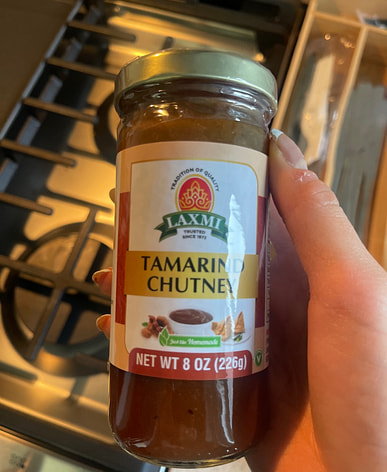 TRADITION OF QUALITY
LAXMI
TRUSTED
SINCE 1972
TAMARIND
CHUTNEY
Just like Homemade
NET WT 8 OZ (226g)